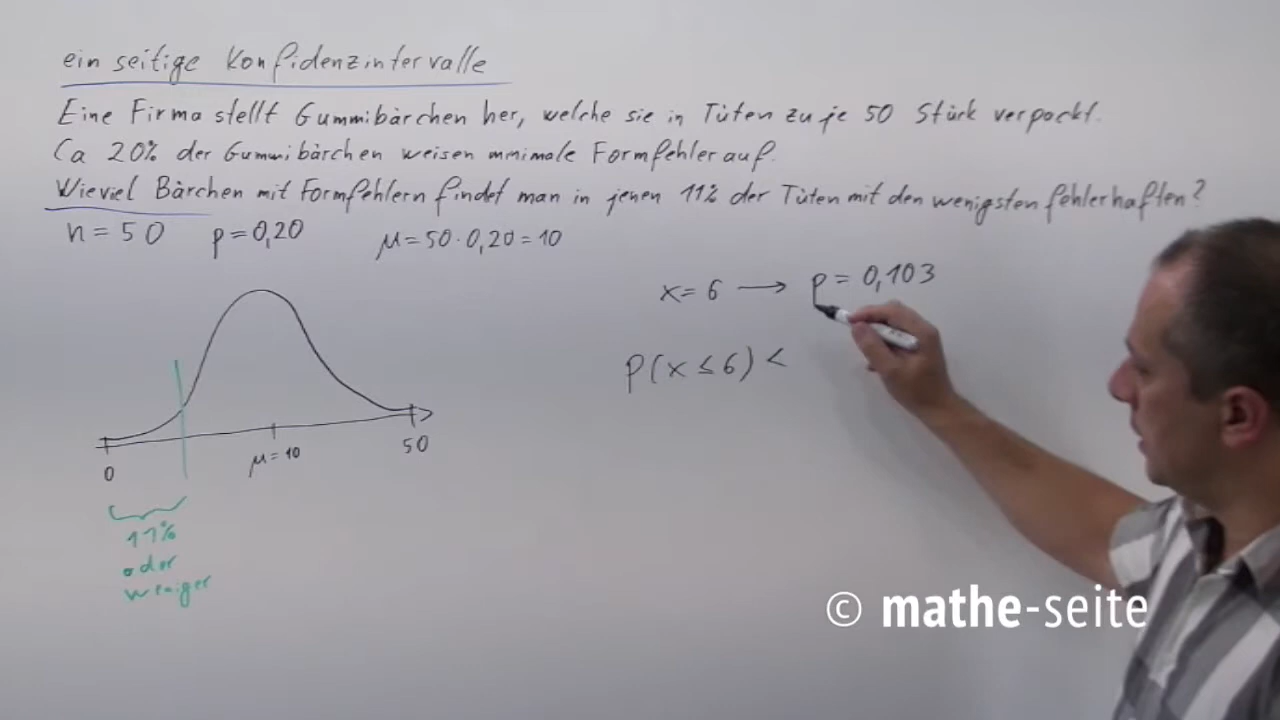 ein seitige Konfidenzintervalle
Eine Firma stellt Gummibärchen her, welche sie in Tüten zu je 50 Stück verpackt.
Ca 20% der Gummibärchen weisen minimale Formfehler auf.
Wieviel Bärchen mit Formfehlern findet man in jenen 11% der Tüten mit den wenigsten fehlerhaften?
n = 50 p = 0,20 μ = 50·0,20 = 10
x = 6 → p = 0,103
P(x ≤ 6) <
0 μ = 10 50
11%
oder
weniger
© mathe-seite